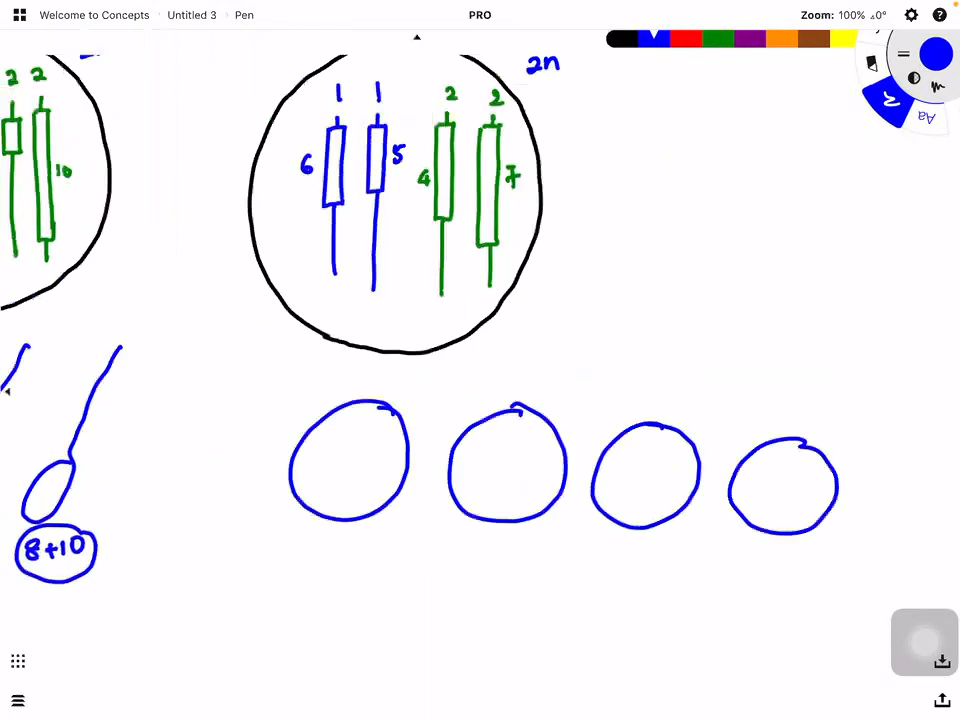 Welcome to Concepts › Untitled 3 › Pen
PRO
Zoom: 100% ⊿0°
Aa
2 2
10
2n
1 1 2 2
6 5 4 7
8+10